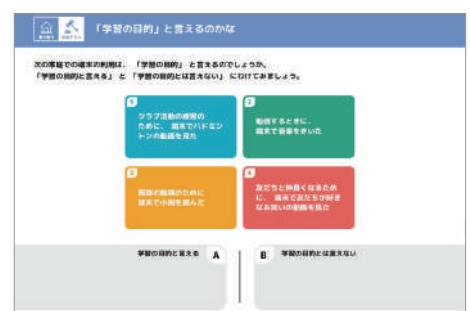 「学習の目的」と言えるのかな
次の家庭での端末の利用は、「学習の目的」と言えるのでしょうか。
「学習の目的と言える」と「学習の目的とは言えない」にわけてみましょう。
1
クラブ活動の練習の
ために、端末でバドミン
トンの動画を見た
2
勉強するときに、
端末で音楽をきいた
3
国語の勉強のために
端末で小説を読んだ
4
友だちと仲良くなるため
に、端末で友だちが好き
なお笑いの動画を見た
学習の目的と言える A
B 学習の目的とは言えない